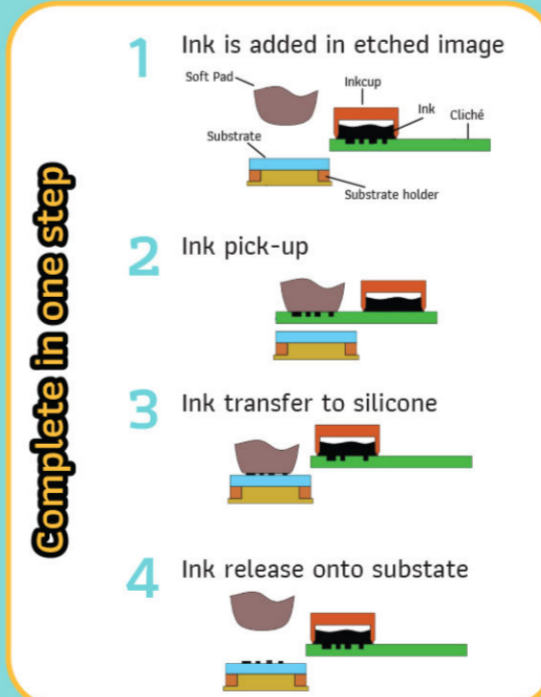 Complete in one step
1 Ink is added in etched image
Soft Pad
Inkcup
Ink
Cliché
Substrate
Substrate holder
2 Ink pick-up
3 Ink transfer to silicone
4 Ink release onto substate